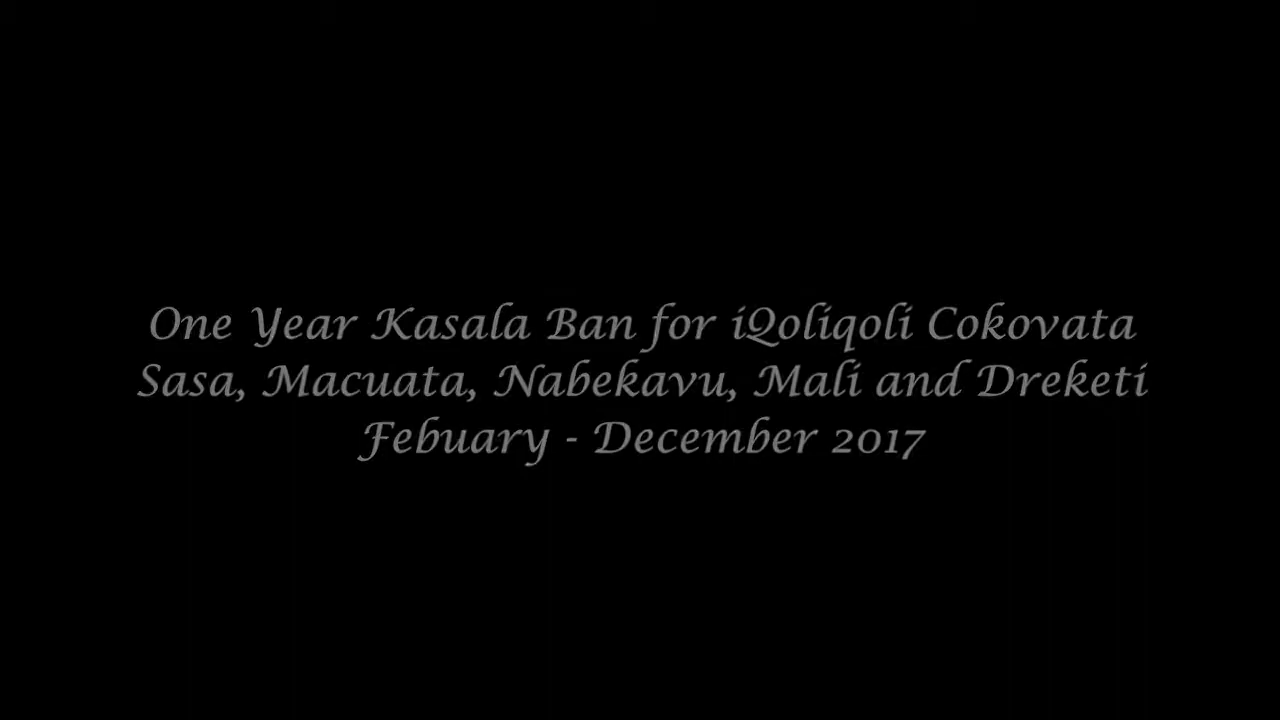 One Year Kasala Ban for iQoliqoli Cokovata
Sasa, Macuata, Nabekavu, Mali and Dreketi
Febuary - December 2017